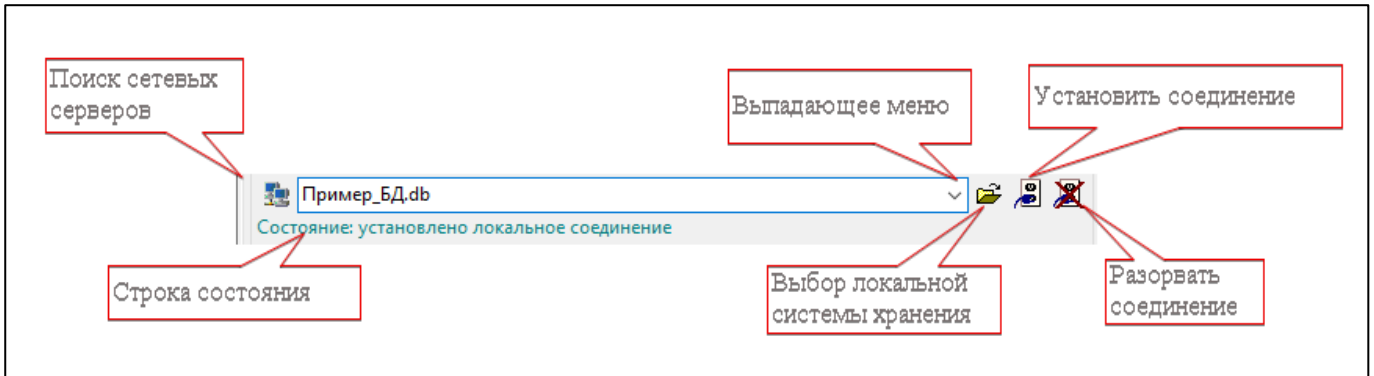 Поиск сетевых
серверов
Выпадающее меню
Установить соединение
Пример_БД.db
Состояние: установлено локальное соединение
Строка состояния
Выбор локальной
системы хранения
Разорвать
соединение